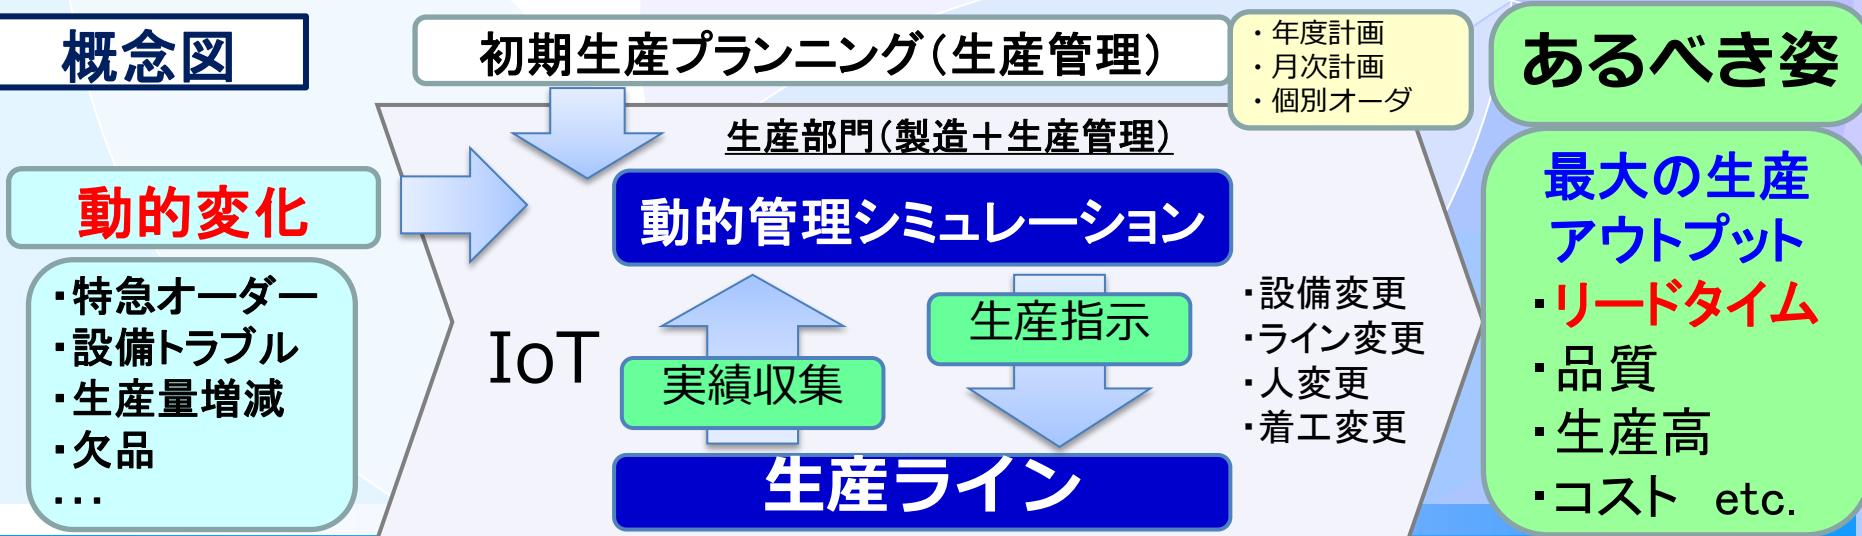 概念図
初期生産プランニング（生産管理）
・年度計画
・月次計画
・個別オーダ
あるべき姿
生産部門（製造＋生産管理）
動的変化
・特急オーダー
・設備トラブル
・生産量増減
・欠品
・・・
動的管理シミュレーション
IoT
実績収集
生産指示
・設備変更
・ライン変更
・人変更
・着工変更
生産ライン
最大の生産
アウトプット
・リードタイム
・品質
・生産高
・コスト　etc.